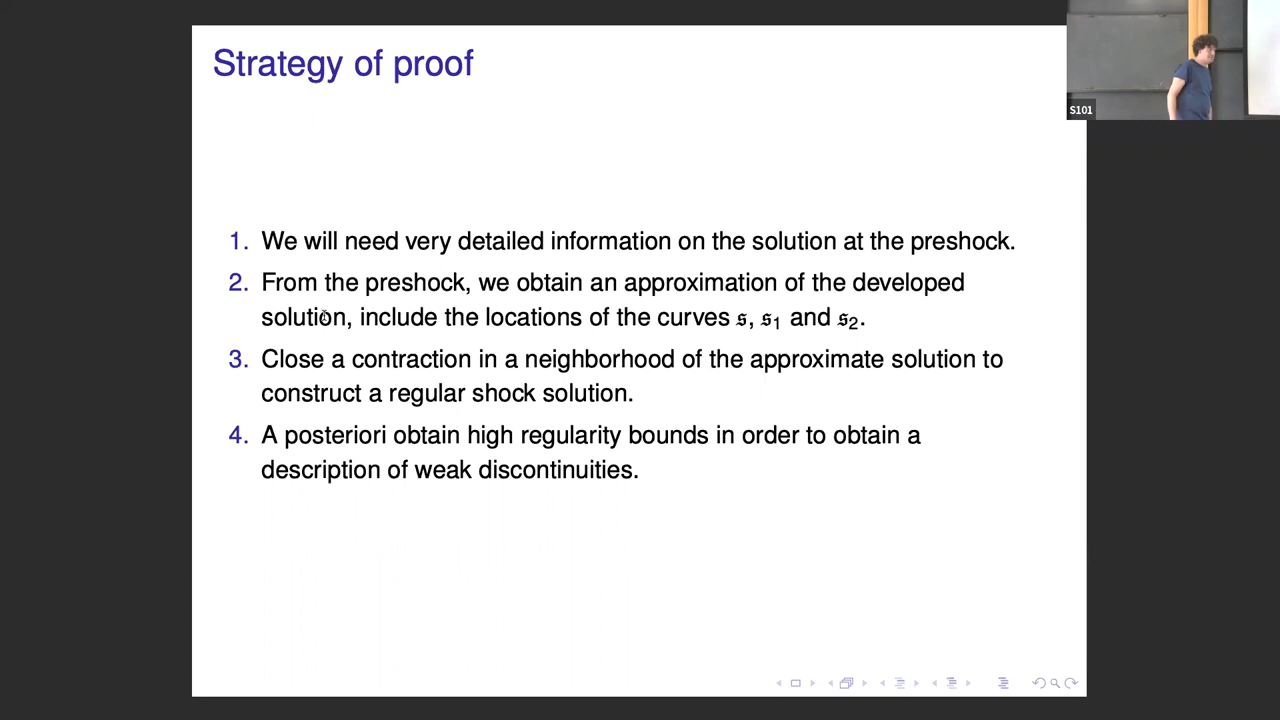 Strategy of proof
S101
1. We will need very detailed information on the solution at the preshock.
2. From the preshock, we obtain an approximation of the developed
solution, include the locations of the curves 𝔰, 𝔰₁ and 𝔰₂.
3. Close a contraction in a neighborhood of the approximate solution to
construct a regular shock solution.
4. A posteriori obtain high regularity bounds in order to obtain a
description of weak discontinuities.